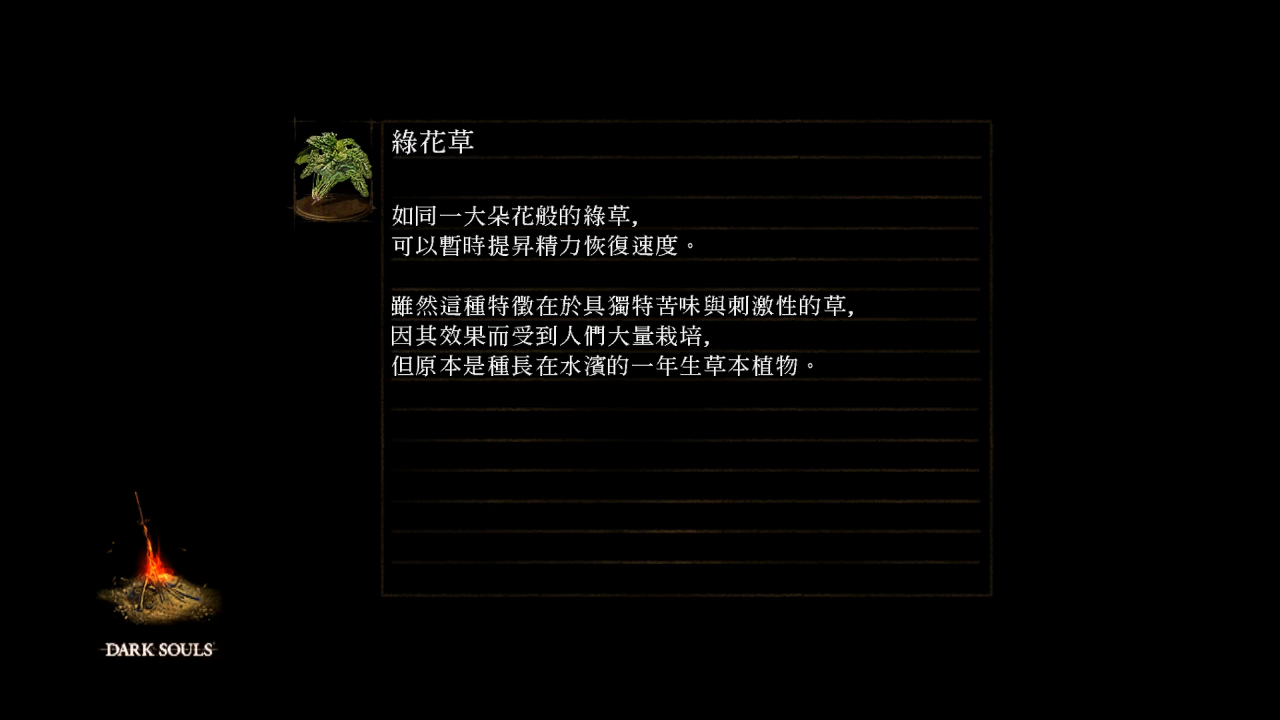 綠花草
如同一大朵花般的綠草,
可以暫時提昇精力恢復速度。
雖然這種特徵在於具獨特苦味與刺激性的草,
因其效果而受到人們大量栽培,
但原本是種長在水濱的一年生草本植物。
DARK SOULS